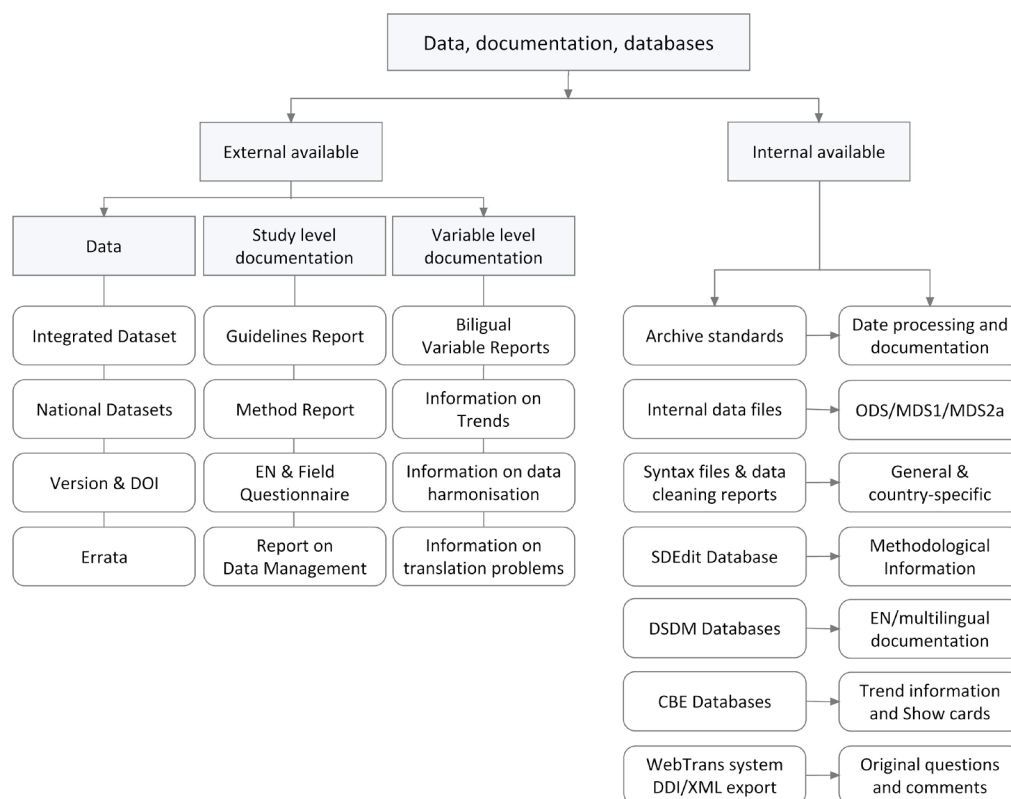 Data, documentation, databases
External available
Internal available
Data
Study level
documentation
Variable level
documentation
Integrated Dataset
National Datasets
Version & DOI
Errata
Guidelines Report
Method Report
EN & Field
Questionnaire
Report on
Data Management
Biligual
Variable Reports
Information on
Trends
Information on data
harmonisation
Information on
translation problems
Archive standards
Date processing and
documentation
Internal data files
ODS/MDS1/MDS2a
Syntax files & data
cleaning reports
General &
country-specific
SDEdit Database
Methodological
Information
DSDM Databases
EN/multilingual
documentation
CBE Databases
Trend information
and Show cards
WebTrans system
DDI/XML export
Original questions
and comments